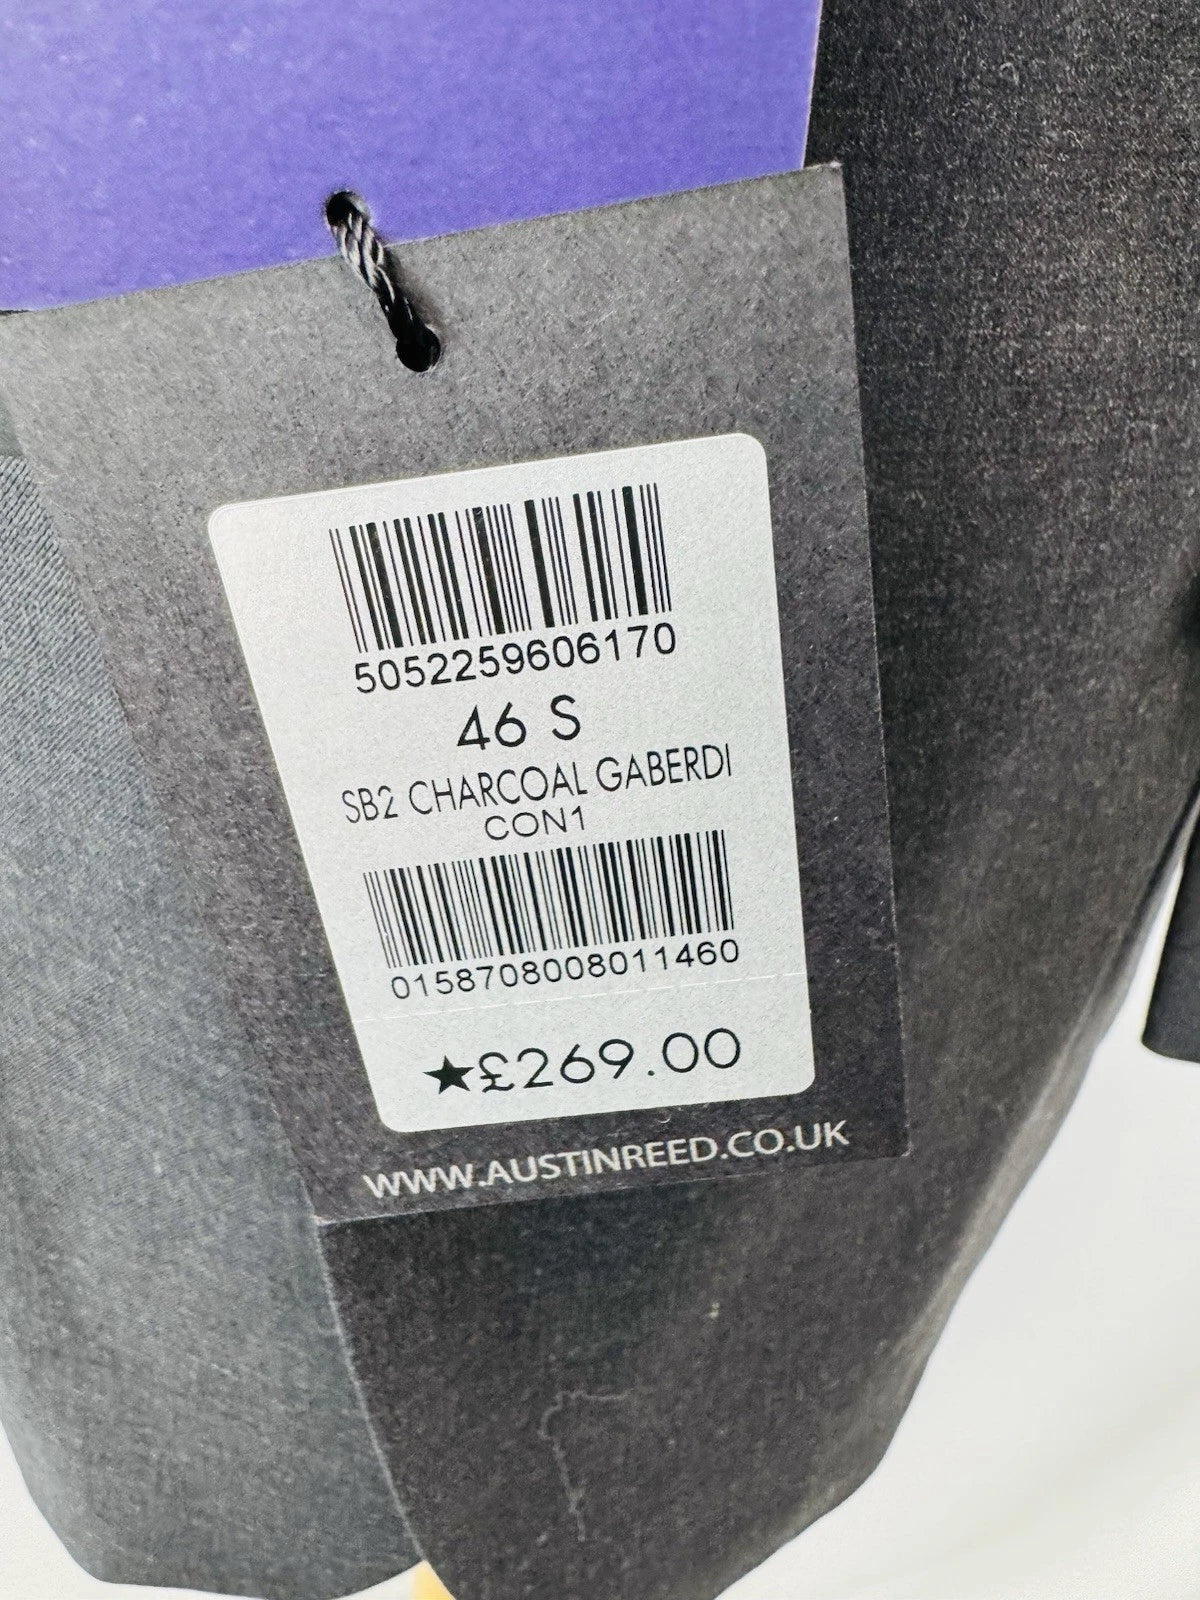 5052259606170
46 S
SB2 CHARCOAL GABERDI
CON1
0158708008011460
★£269.00
WWW.AUSTINREED.CO.UK